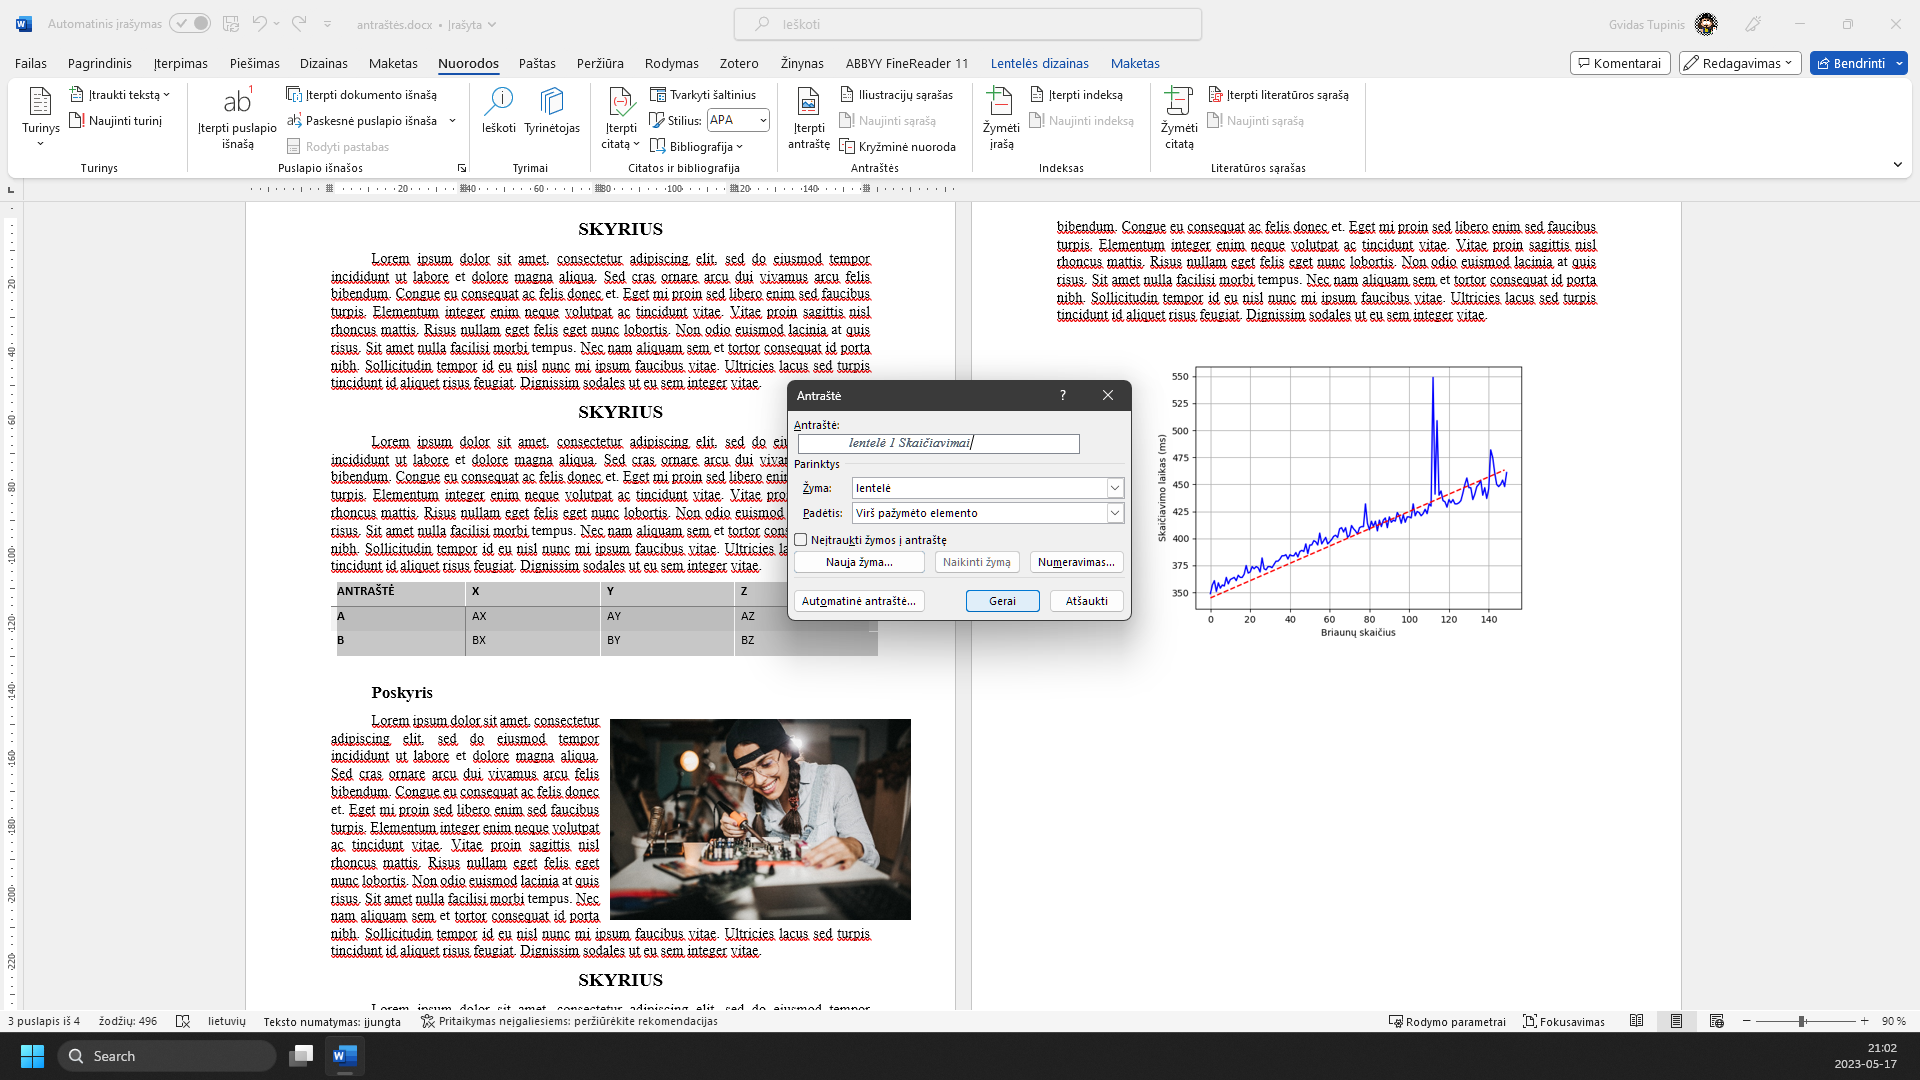 Automatinis įrašymas
antraštės.docx • Įrašyta
Ieškoti
Gvidas Tupinis
Failas Pagrindinis Įterpimas Piešimas Dizainas Maketas Nuorodos Paštas Peržiūra Rodymas Zotero Žinynas ABBYY FineReader 11 Lentelės dizainas Maketas
Komentarai Redagavimas Bendrinti
Turinys
Įtraukti tekstą
Naujinti turinį
Turinys
Įterpti puslapio išnašą
Įterpti dokumento išnašą
Paskesnė puslapio išnaša
Rodyti pastabas
Puslapio išnašos
Ieškoti Tyrinėtojas
Tyrimai
Įterpti citatą
Tvarkyti šaltinius
Stilius: APA
Bibliografija
Citatos ir bibliografija
Įterpti antraštę
Iliustracijų sąrašas
Naujinti sąrašą
Kryžminė nuoroda
Antraštės
Žymėti įrašą
Įterpti indeksą
Naujinti indeksą
Indeksas
Žymėti citatą
Įterpti literatūros sąrašą
Naujinti sąrašą
Literatūros sąrašas
20 40 60 80 100 120 140
20
40
60
80
100
120
140
160
180
200
220
SKYRIUS
Lorem ipsum dolor sit amet, consectetur adipiscing elit, sed do eiusmod tempor
incididunt ut labore et dolore magna aliqua. Sed cras ornare arcu dui vivamus arcu felis
bibendum. Congue eu consequat ac felis donec et. Eget mi proin sed libero enim sed faucibus
turpis. Elementum integer enim neque volutpat ac tincidunt vitae. Vitae proin sagittis nisl
rhoncus mattis. Risus nullam eget felis eget nunc lobortis. Non odio euismod lacinia at quis
risus. Sit amet nulla facilisi morbi tempus. Nec nam aliquam sem et tortor consequat id porta
nibh. Sollicitudin tempor id eu nisl nunc mi ipsum faucibus vitae. Ultricies lacus sed turpis
tincidunt id aliquet risus feugiat. Dignissim sodales ut eu sem integer vitae.
SKYRIUS
Lorem ipsum dolor sit amet, consectetur adipiscing elit, sed do
incididunt ut labore et dolore magna aliqua. Sed cras ornare arcu dui
bibendum. Congue eu consequat ac felis donec et. Eget mi proin sed libero
turpis. Elementum integer enim neque volutpat ac tincidunt vitae. Vitae
rhoncus mattis. Risus nullam eget felis eget nunc lobortis. Non odio euismod
risus. Sit amet nulla facilisi morbi tempus. Nec nam aliquam sem et tortor
nibh. Sollicitudin tempor id eu nisl nunc mi ipsum faucibus vitae. Ultricies
tincidunt id aliquet risus feugiat. Dignissim sodales ut eu sem integer vitae.
ANTRAŠTĖ X Y Z
A AX AY AZ
B BX BY BZ
Poskyris
Lorem ipsum dolor sit amet, consectetur
adipiscing elit, sed do eiusmod tempor
incididunt ut labore et dolore magna aliqua.
Sed cras ornare arcu dui vivamus arcu felis
bibendum. Congue eu consequat ac felis donec
et. Eget mi proin sed libero enim sed faucibus
turpis. Elementum integer enim neque volutpat
ac tincidunt vitae. Vitae proin sagittis nisl
rhoncus mattis. Risus nullam eget felis eget
nunc lobortis. Non odio euismod lacinia at quis
risus. Sit amet nulla facilisi morbi tempus. Nec
nam aliquam sem et tortor consequat id porta
nibh. Sollicitudin tempor id eu nisl nunc mi ipsum faucibus vitae. Ultricies lacus sed turpis
tincidunt id aliquet risus feugiat. Dignissim sodales ut eu sem integer vitae.
SKYRIUS
Lorem ipsum dolor sit amet, consectetur adipiscing elit, sed do eiusmod tempor
Antraštė
Antraštė:
lentelė 1 Skaičiavimai
Parinktys
Žyma: lentelė
Padėtis: Virš pažymėto elemento
Neįtraukti žymos į antraštę
Nauja žyma... Naikinti žymą Numeravimas...
Automatinė antraštė... Gerai Atšaukti
bibendum. Congue eu consequat ac felis donec et. Eget mi proin sed libero enim sed faucibus
turpis. Elementum integer enim neque volutpat ac tincidunt vitae. Vitae proin sagittis nisl
rhoncus mattis. Risus nullam eget felis eget nunc lobortis. Non odio euismod lacinia at quis
risus. Sit amet nulla facilisi morbi tempus. Nec nam aliquam sem et tortor consequat id porta
nibh. Sollicitudin tempor id eu nisl nunc mi ipsum faucibus vitae. Ultricies lacus sed turpis
tincidunt id aliquet risus feugiat. Dignissim sodales ut eu sem integer vitae.
Skaičiavimo laikas (ms)
550
525
500
475
450
425
400
375
350
0 20 40 60 80 100 120 140
Briaunų skaičius
3 puslapis iš 4 žodžių: 496 lietuvių Teksto numatymas: įjungta Pritaikymas neįgaliesiems: peržiūrėkite rekomendacijas
Rodymo parametrai Fokusavimas 90 %
Search
21:02
2023-05-17